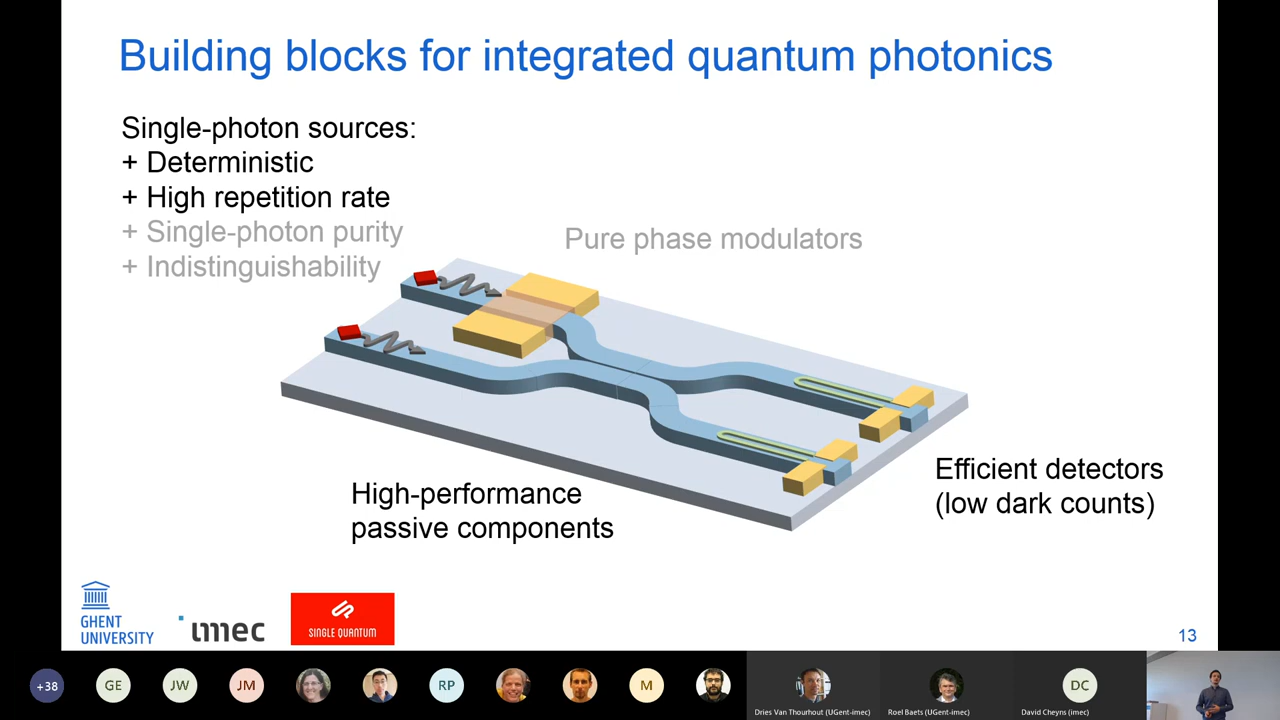 Building blocks for integrated quantum photonics
Single-photon sources:
+ Deterministic
+ High repetition rate
+ Single-photon purity
+ Indistinguishability
Pure phase modulators
High-performance
passive components
Efficient detectors
(low dark counts)
GHENT
UNIVERSITY
imec
SINGLE QUANTUM
13
+38
GE
JW
JM
RP
M
DC
Dries Van Thourhout (UGent-imec)
Roel Baets (UGent-imec)
David Cheyns (imec)